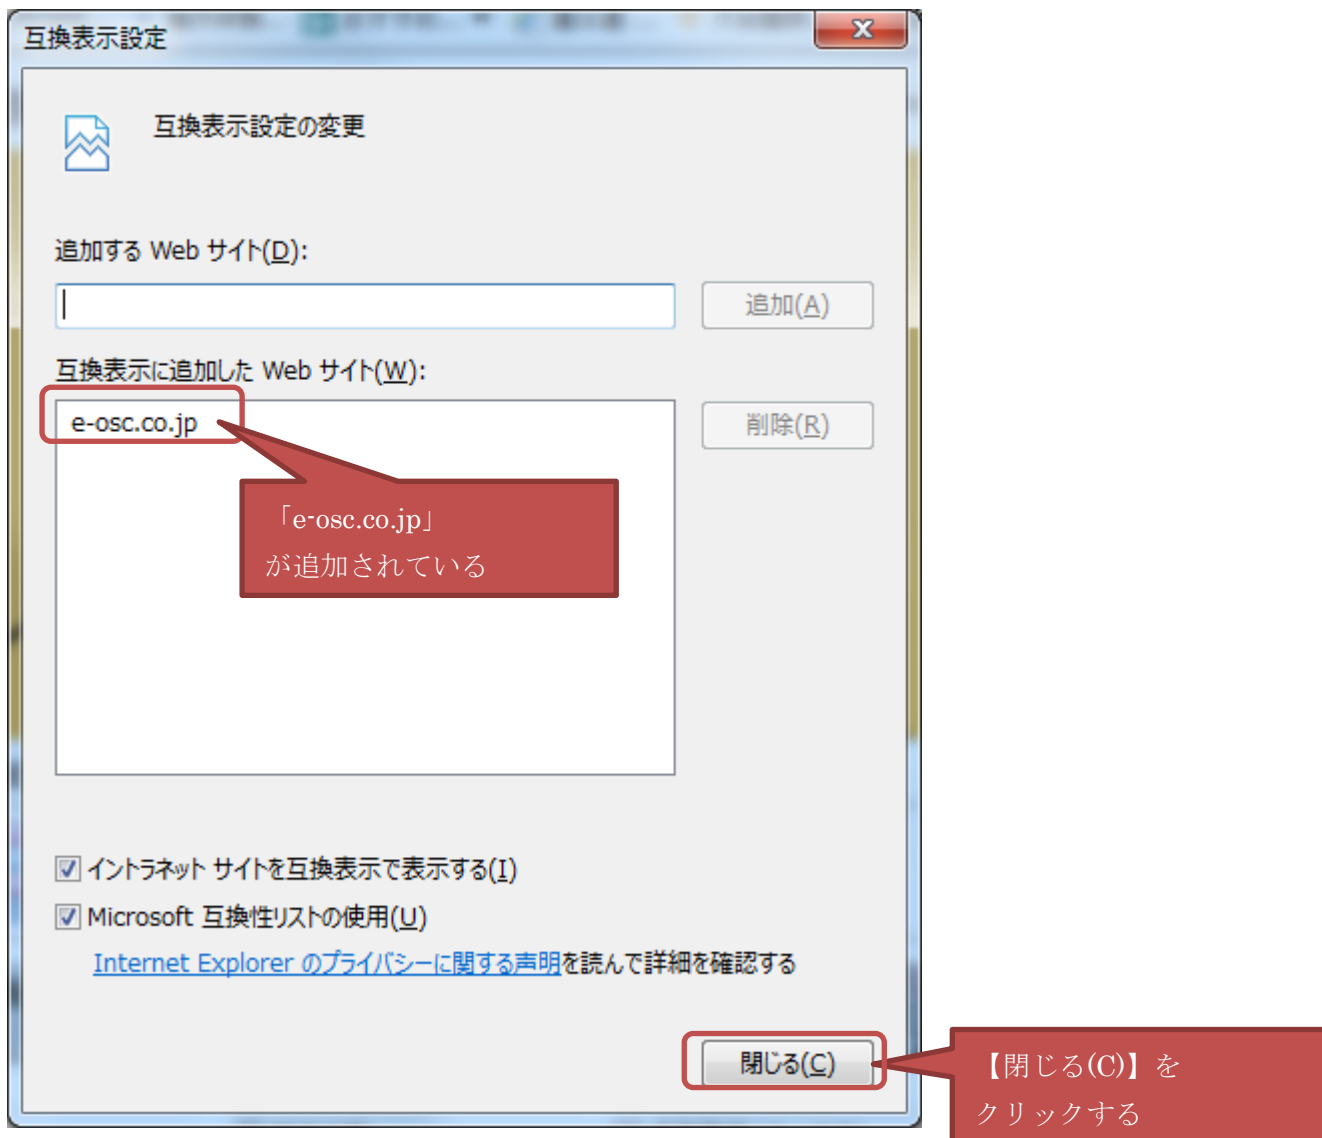 互換表示設定
互換表示設定の変更
追加する Web サイト(D):
追加(A)
互換表示に追加した Web サイト(W):
e-osc.co.jp
削除(R)
「e-osc.co.jp」
が追加されている
イントラネット サイトを互換表示で表示する(I)
Microsoft 互換性リストの使用(U)
Internet Explorer のプライバシーに関する声明を読んで詳細を確認する
閉じる(C)
【閉じる(C)】を
クリックする